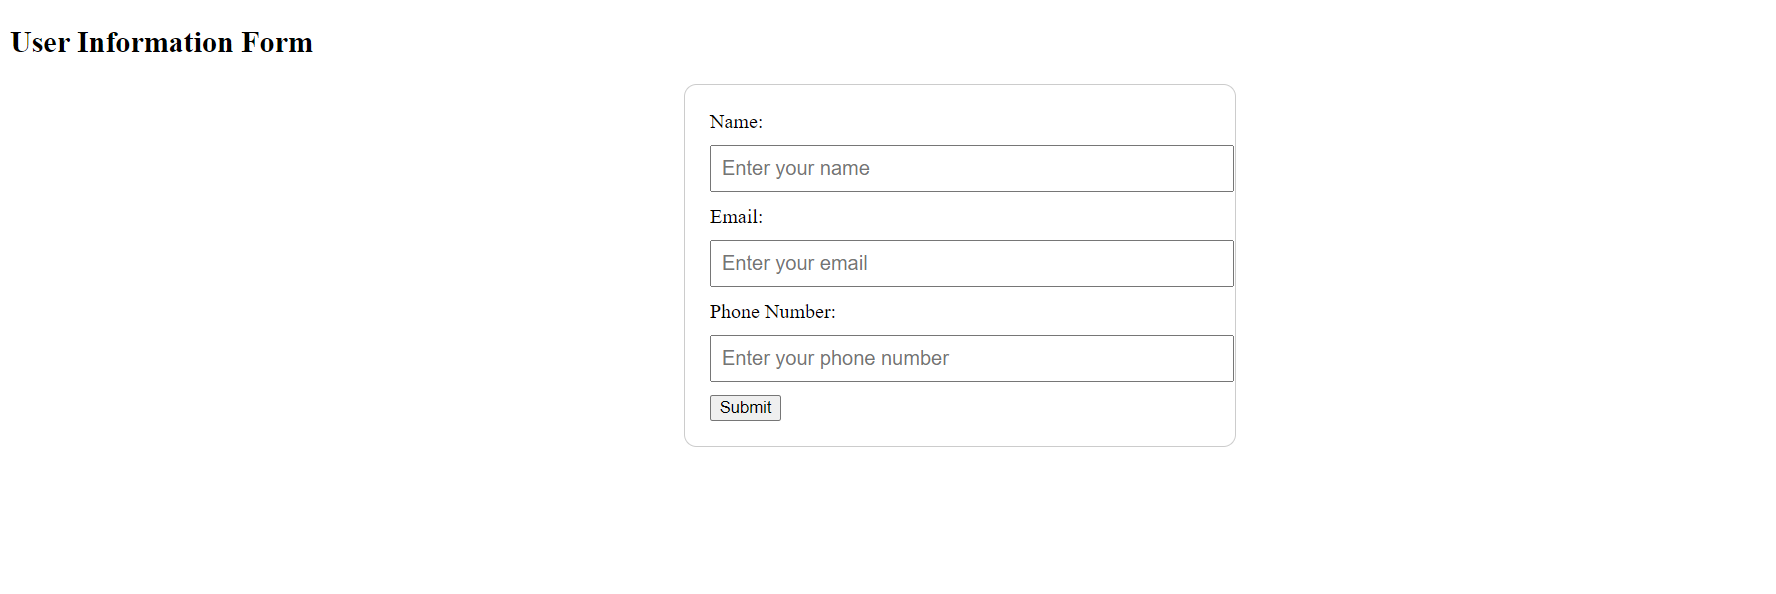 User Information Form
Name:
Enter your name
Email:
Enter your email
Phone Number:
Enter your phone number
Submit